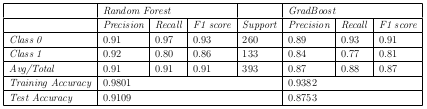 Random Forest GradBoost
Precision Recall F1 score Support Precision Recall F1 score
Class 0 0.91 0.97 0.93 260 0.89 0.93 0.91
Class 1 0.92 0.80 0.86 133 0.84 0.77 0.81
Avg/Total 0.91 0.91 0.91 393 0.87 0.88 0.87
Training Accuracy 0.9801 0.9382
Test Accuracy 0.9109 0.8753